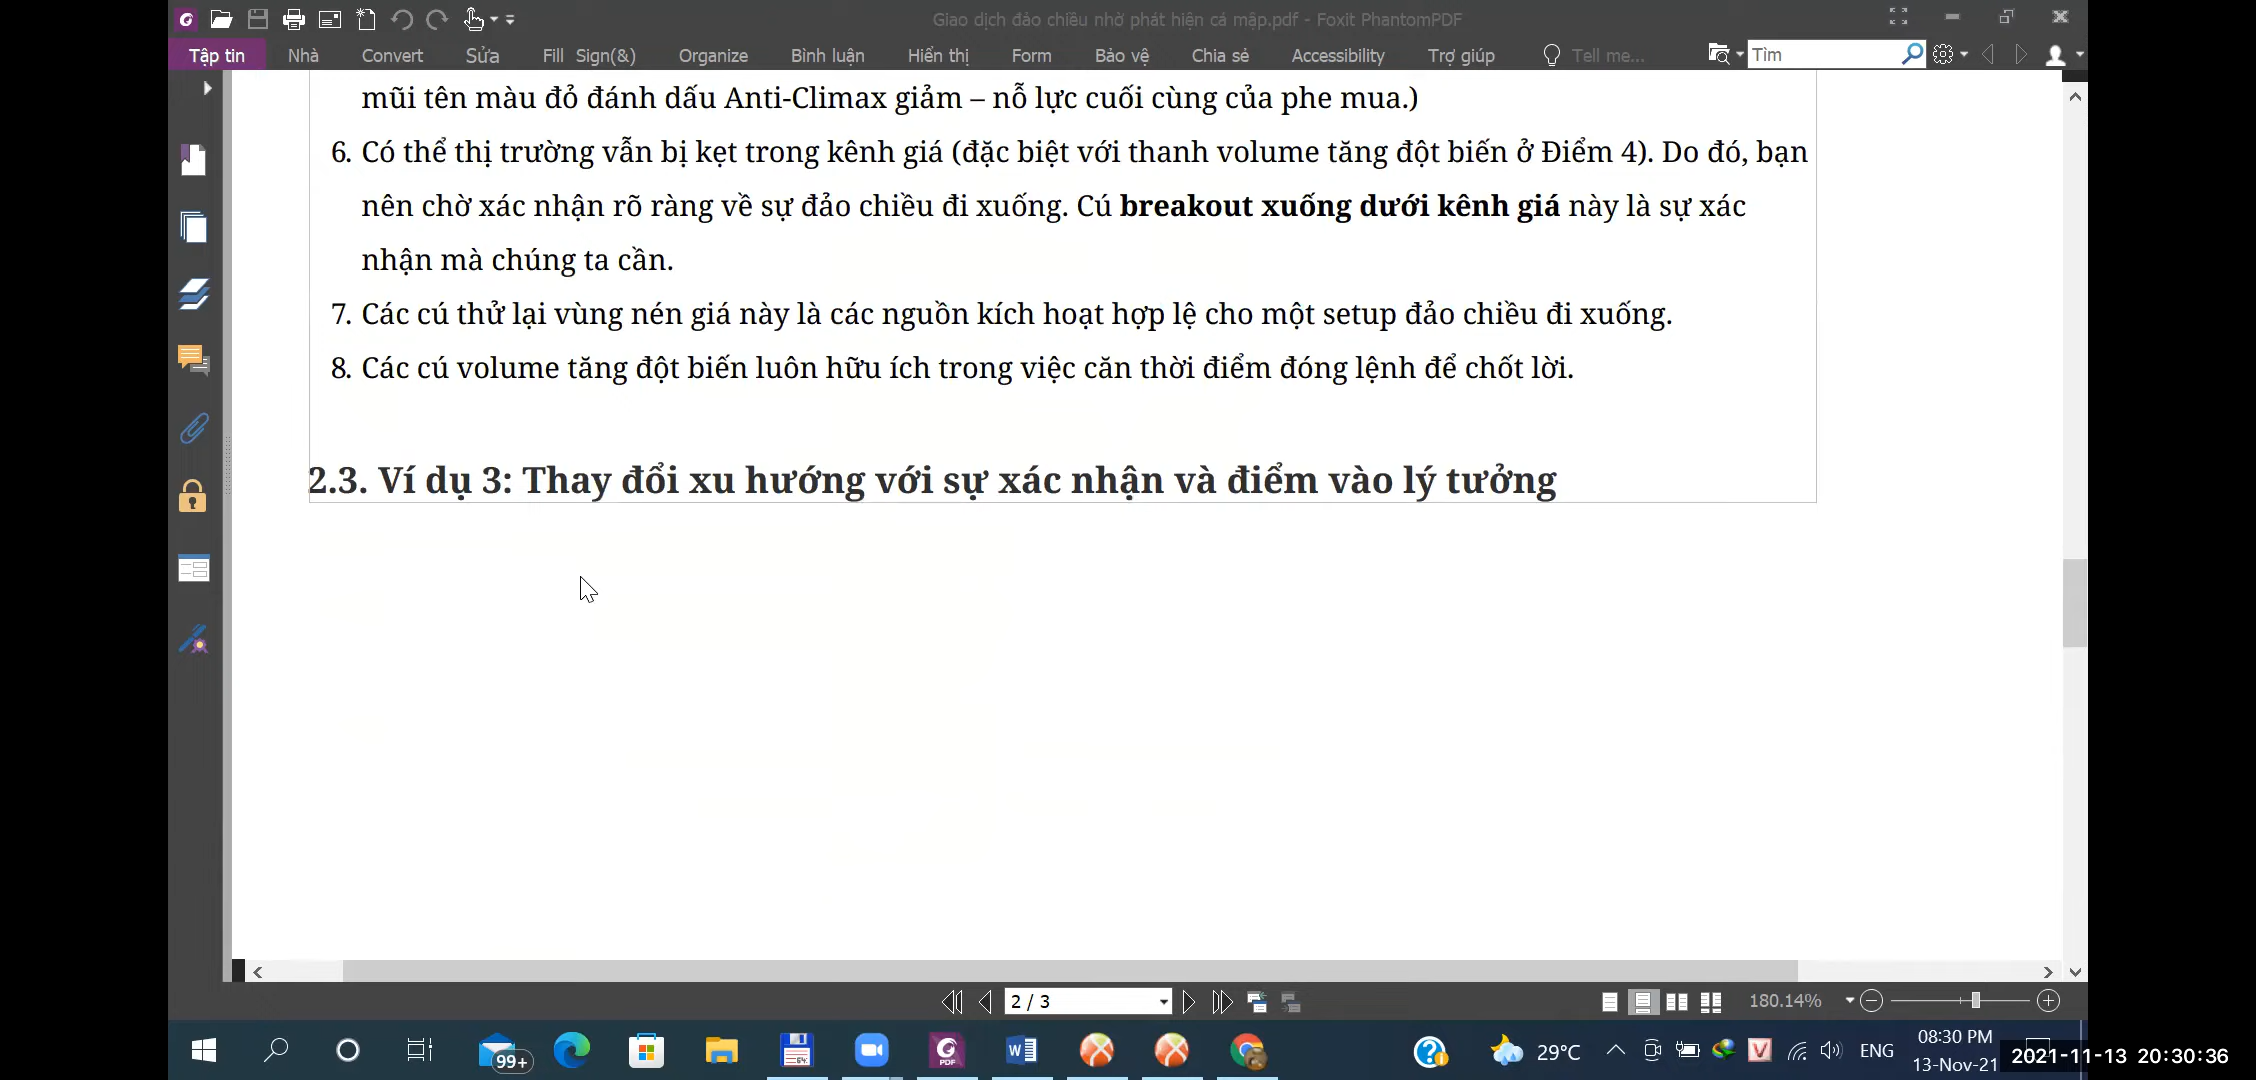 Giao dịch đảo chiều nhờ phát hiện cá mập.pdf - Foxit PhantomPDF
Tập tin Nhà Convert Sửa Fill Sign(&) Organize Bình luận Hiển thị Form Bảo vệ Chia sẻ Accessibility Trợ giúp Tell me... Tìm
mũi tên màu đỏ đánh dấu Anti-Climax giảm – nỗ lực cuối cùng của phe mua.)
6. Có thể thị trường vẫn bị kẹt trong kênh giá (đặc biệt với thanh volume tăng đột biến ở Điểm 4). Do đó, bạn
nên chờ xác nhận rõ ràng về sự đảo chiều đi xuống. Cú breakout xuống dưới kênh giá này là sự xác
nhận mà chúng ta cần.
7. Các cú thử lại vùng nén giá này là các nguồn kích hoạt hợp lệ cho một setup đảo chiều đi xuống.
8. Các cú volume tăng đột biến luôn hữu ích trong việc căn thời điểm đóng lệnh để chốt lời.
2.3. Ví dụ 3: Thay đổi xu hướng với sự xác nhận và điểm vào lý tưởng
2 / 3
180.14%
99+
64
PDF
29°C
ENG
08:30 PM
13-Nov-21
2021-11-13 20:30:36